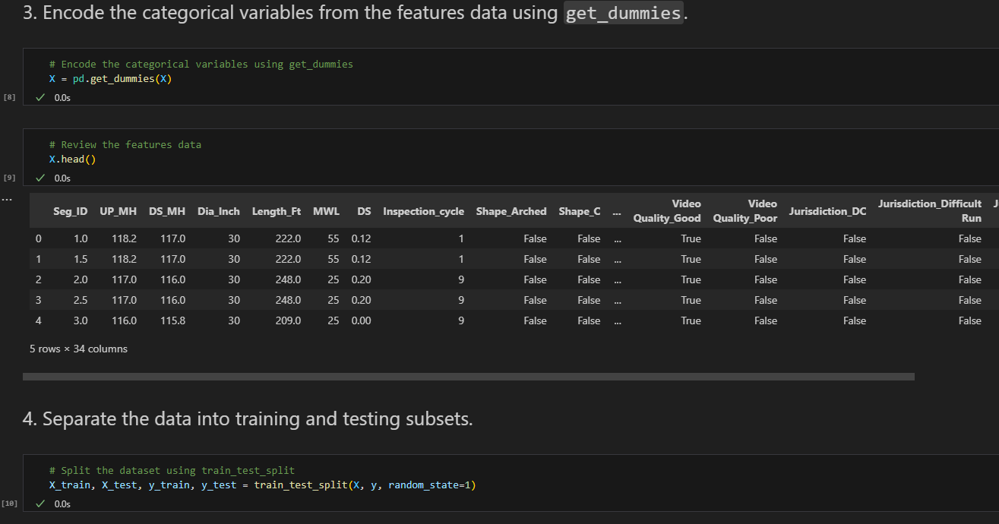 3. Encode the categorical variables from the features data using get_dummies.
# Encode the categorical variables using get_dummies
X = pd.get_dummies(X)
[8] 0.0s
# Review the features data
X.head()
[9] 0.0s
...
Seg_ID UP_MH DS_MH Dia_Inch Length_Ft MWL DS Inspection_cycle Shape_Arched Shape_C ... Video Quality_Good Video Quality_Poor Jurisdiction_DC Jurisdiction_Difficult Run J
0 1.0 118.2 117.0 30 222.0 55 0.12 1 False False ... True False False False
1 1.5 118.2 117.0 30 222.0 55 0.12 1 False False ... True False False False
2 2.0 117.0 116.0 30 248.0 25 0.20 9 False False ... True False False False
3 2.5 117.0 116.0 30 248.0 25 0.20 9 False False ... True False False False
4 3.0 116.0 115.8 30 209.0 25 0.00 9 False False ... True False False False
5 rows × 34 columns
4. Separate the data into training and testing subsets.
# Split the dataset using train_test_split
X_train, X_test, y_train, y_test = train_test_split(X, y, random_state=1)
[10] 0.0s